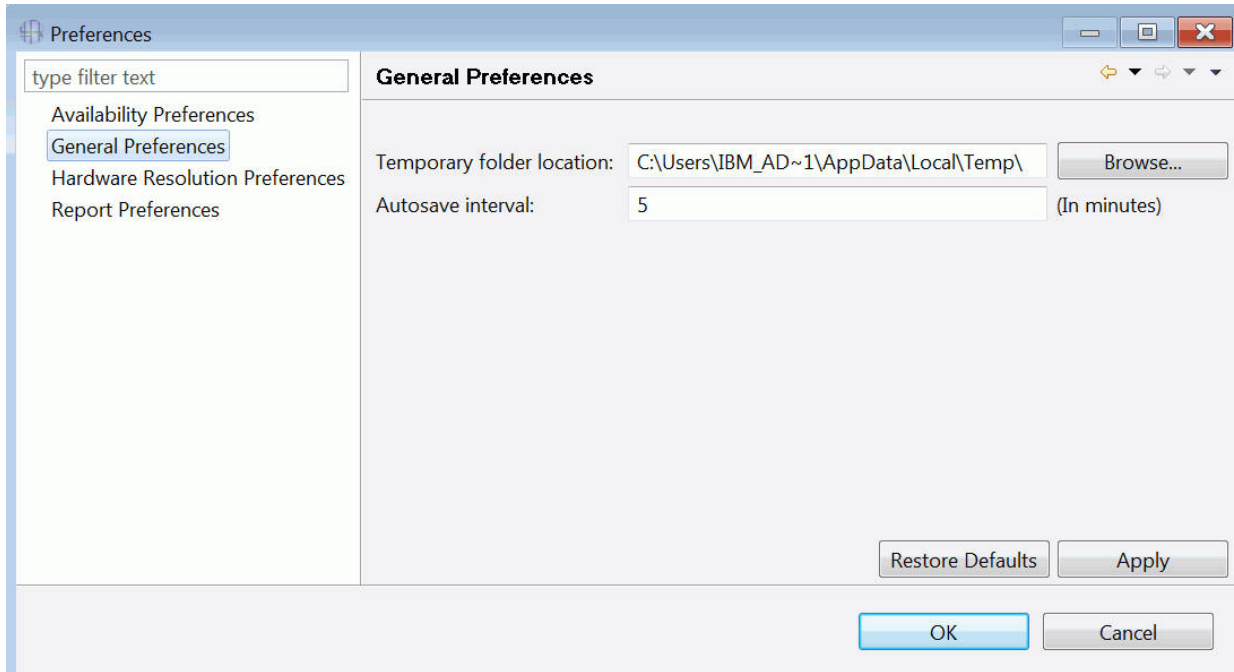 Preferences
type filter text
Availability Preferences
General Preferences
Hardware Resolution Preferences
Report Preferences
General Preferences
Temporary folder location: C:\Users\IBM_AD~1\AppData\Local\Temp\ Browse...
Autosave interval: 5 (In minutes)
Restore Defaults Apply
OK Cancel